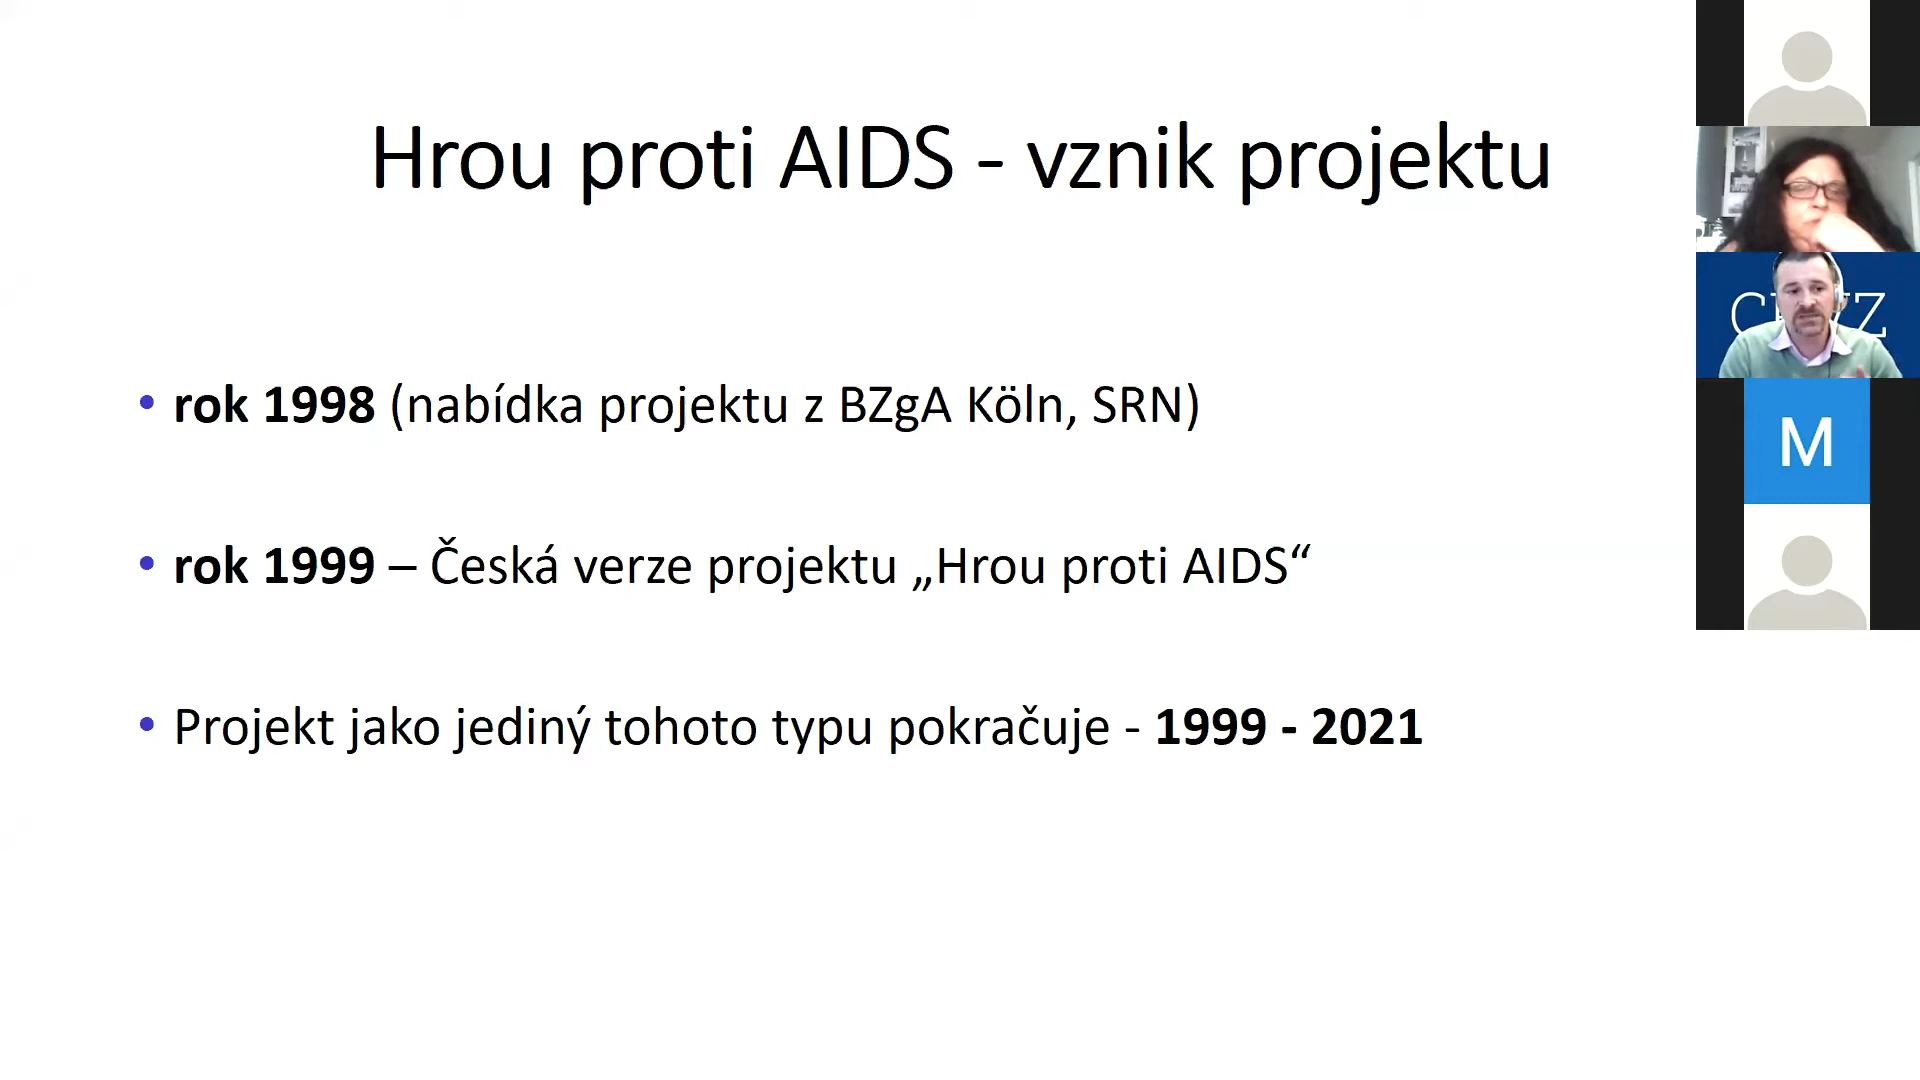 Hrou proti AIDS - vznik projektu
• rok 1998 (nabídka projektu z BZgA Köln, SRN)
• rok 1999 – Česká verze projektu „Hrou proti AIDS“
• Projekt jako jediný tohoto typu pokračuje - 1999 - 2021
M